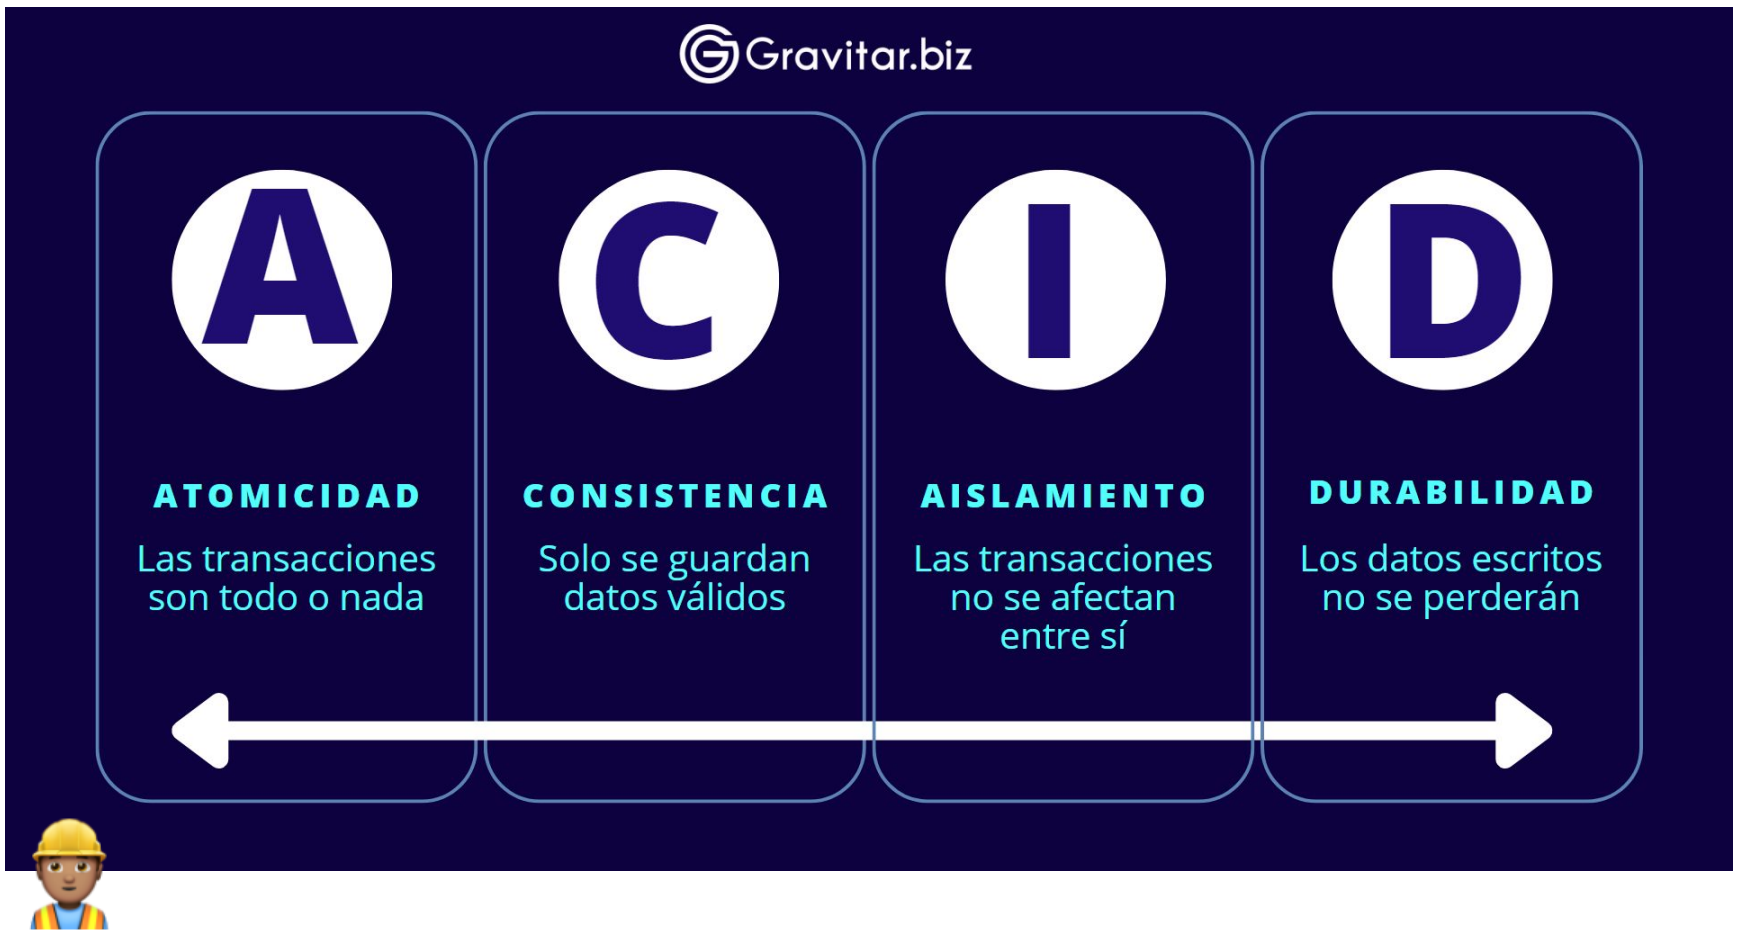 Gravitar.biz
A
C
I
D
ATOMICIDAD
Las transacciones
son todo o nada
CONSISTENCIA
Solo se guardan
datos válidos
AISLAMIENTO
Las transacciones
no se afectan
entre sí
DURABILIDAD
Los datos escritos
no se perderán